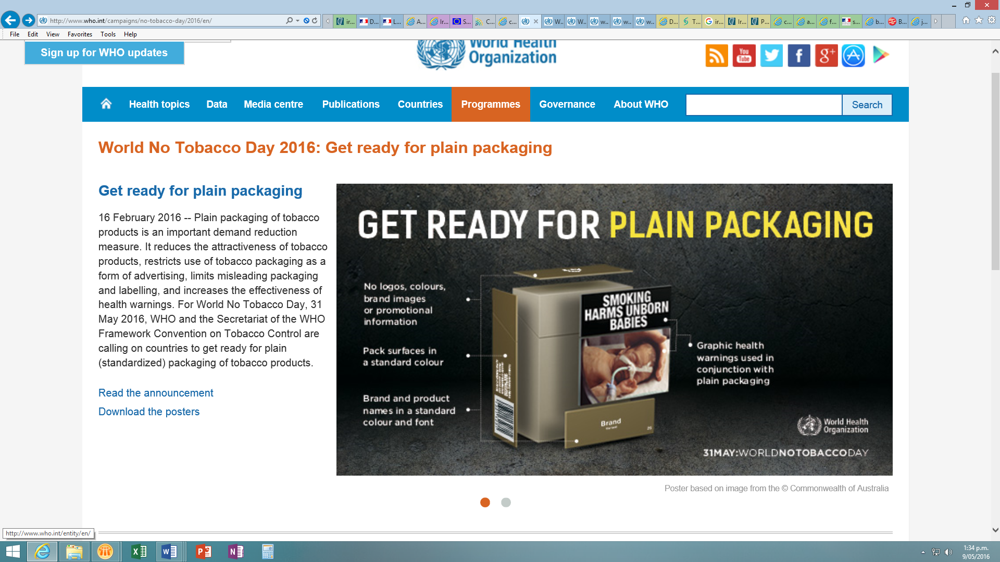 http://www.who.int/campaigns/no-tobacco-day/2016/en/
ir...
D...
L...
A...
Ir...
S...
C...
c...
W...
W...
w...
w...
w...
D...
T...
ir...
Ir...
P...
c...
a...
f...
s...
b...
B...
j...
File Edit View Favorites Tools Help
Sign up for WHO updates
World Health
Organization
You
Tube
Health topics Data Media centre Publications Countries Programmes Governance About WHO Search
World No Tobacco Day 2016: Get ready for plain packaging
Get ready for plain packaging
16 February 2016 -- Plain packaging of tobacco
products is an important demand reduction
measure. It reduces the attractiveness of tobacco
products, restricts use of tobacco packaging as a
form of advertising, limits misleading packaging
and labelling, and increases the effectiveness of
health warnings. For World No Tobacco Day, 31
May 2016, WHO and the Secretariat of the WHO
Framework Convention on Tobacco Control are
calling on countries to get ready for plain
(standardized) packaging of tobacco products.
Read the announcement
Download the posters
GET READY FOR PLAIN PACKAGING
No logos, colours,
brand images
or promotional
information
Pack surfaces in
a standard colour
Brand and product
names in a standard
colour and font
SMOKING
HARMS UNBORN
BABIES
Brand
25
Graphic health
warnings used in
conjunction with
plain packaging
World Health
Organization
31MAY:WORLDNOTOBACCODAY
Poster based on image from the © Commonwealth of Australia
http://www.who.int/entity/en/
1:34 p.m.
9/05/2016